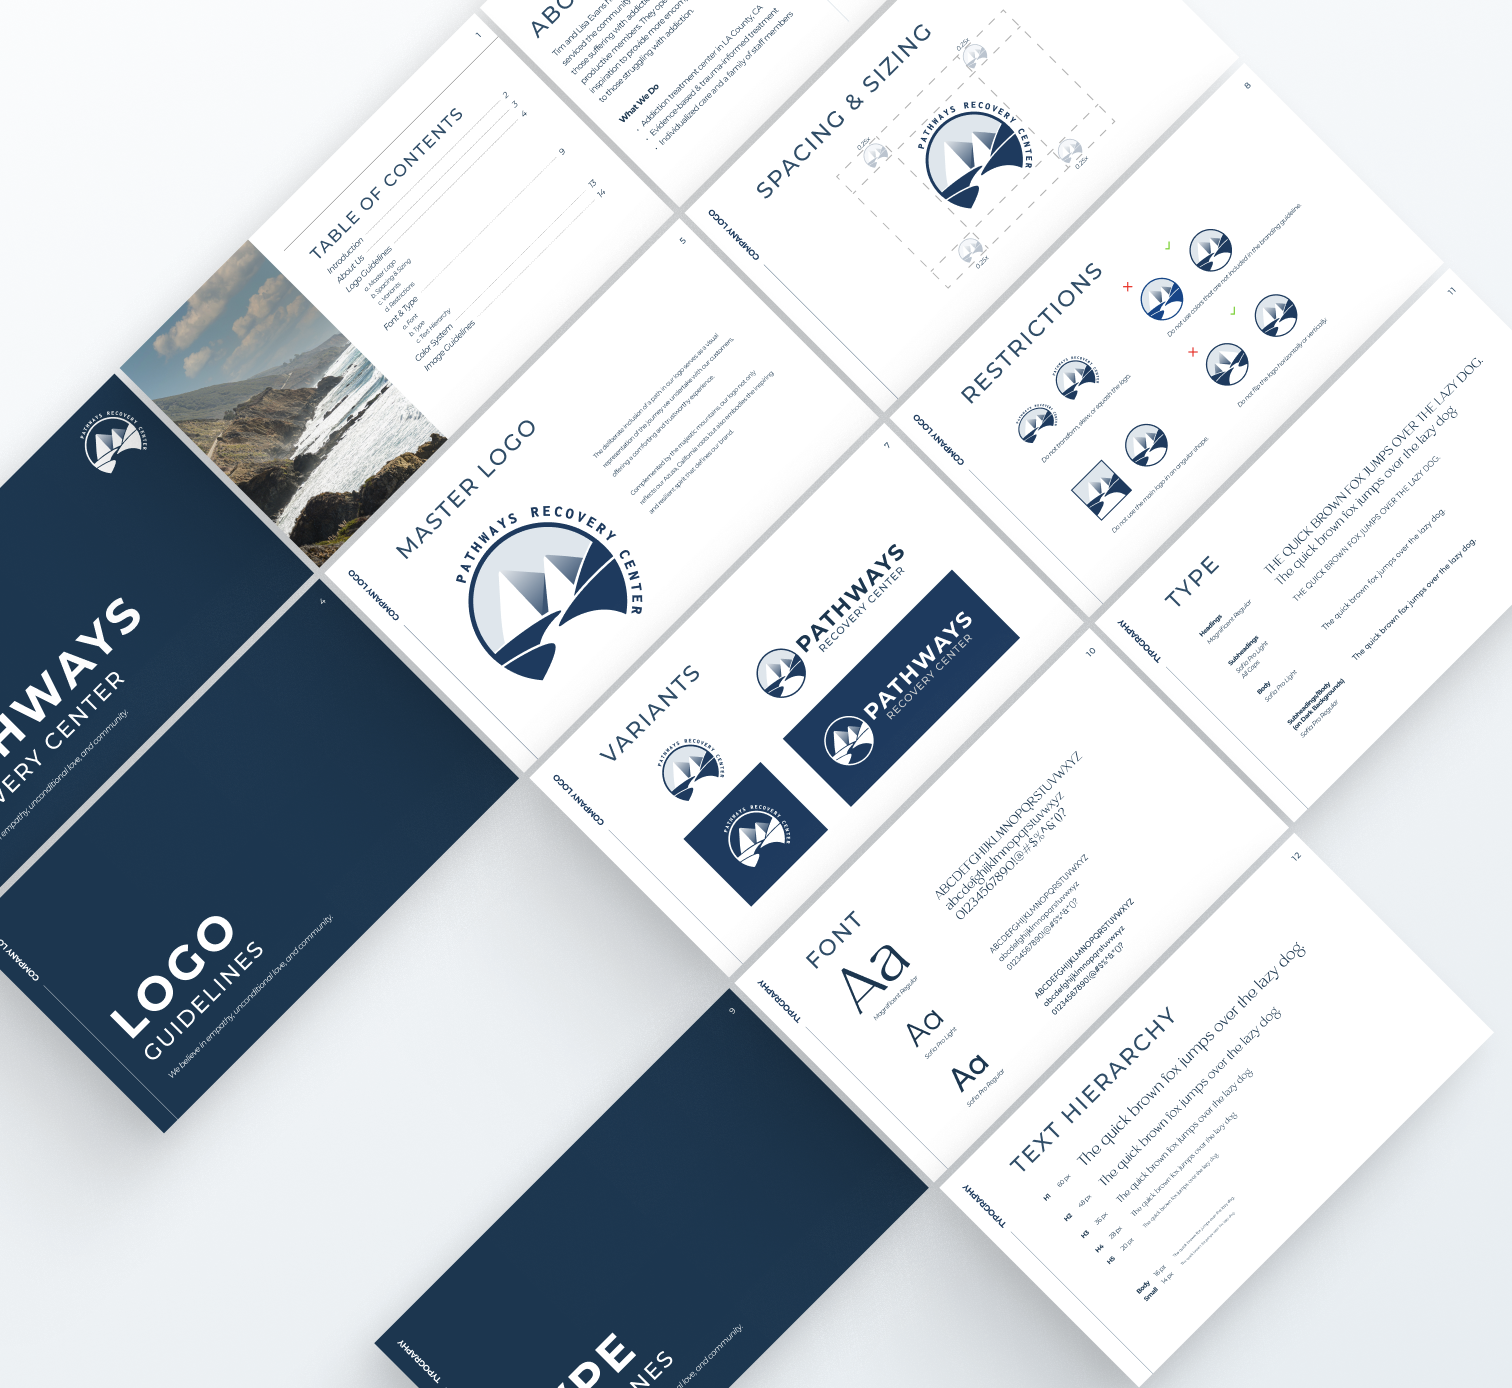 PATHWAYS RECOVERY CENTER
HWAYS
VERY CENTER
empathy, unconditional love, and community.
1
TABLE OF CONTENTS
Introduction 2
About Us 3
Logo Guidelines 4
a. Master Logo
b. Spacing & Sizing
c. Variants
d. Restrictions
Font & Type 9
a. Font
b. Type
c. Text Hierarchy
Color System 13
Image Guidelines 14
ABO
Tim and Lisa Evans
serviced the community
those suffering with addictio
productive members. They ope
inspiration to provide more encom
to those struggling with addiction.
What We Do
· Addiction treatment center in LA County, CA
· Evidence-based & trauma-informed treatment
· Individualized care and a family of staff members
4
COMPANY LO
LOGO
GUIDELINES
We believe in empathy, unconditional love, and community.
5
COMPANY LOGO
MASTER LOGO
PATHWAYS RECOVERY CENTER
The deliberate inclusion of a path in our logo serves as a visual
representation of the journey we undertake with our customers,
offering a comforting and trustworthy experience.
Complemented by the majestic mountains, our logo not only
reflects our Azusa, California roots but also embodies the inspiring
and resilient spirit that defines our brand.
COMPANY LOGO
SPACING & SIZING
0.25x
0.25x
PATHWAYS RECOVERY CENTER
0.25x
0.25x
7
COMPANY LOGO
VARIANTS
PATHWAYS RECOVERY CENTER
PATHWAYS
RECOVERY CENTER
PATHWAYS RECOVERY CENTER
PATHWAYS
RECOVERY CENTER
8
COMPANY LOGO
RESTRICTIONS
PATHWAYS RECOVERY CENTER
PATHWAYS RECOVERY CENTER
Do not transform, skew, or squash the logo.
Do not use colors that are not included in the branding guideline.
Do not use the main logo in an angular shape.
Do not flip the logo horizontally or vertically.
9
TYPOGRAPHY
PE
NES
al love, and community.
10
TYPOGRAPHY
FONT
Aa
Magnificent Regular
ABCDEFGHIJKLMNOPQRSTUVWXYZ
abcdefghijklmnopqrstuvwxyz
01234567890!@#$%^&*()?
Aa
Sofia Pro Light
ABCDEFGHIJKLMNOPQRSTUVWXYZ
abcdefghijklmnopqrstuvwxyz
01234567890!@#$%^&*()?
Aa
Sofia Pro Regular
ABCDEFGHIJKLMNOPQRSTUVWXYZ
abcdefghijklmnopqrstuvwxyz
01234567890!@#$%^&*()?
11
TYPOGRAPHY
TYPE
Headings
Magnificent Regular
THE QUICK BROWN FOX JUMPS OVER THE LAZY DOG.
The quick brown fox jumps over the lazy dog
Subheadings
Sofia Pro Light
All Caps
THE QUICK BROWN FOX JUMPS OVER THE LAZY DOG.
Body
Sofia Pro Light
The quick brown fox jumps over the lazy dog.
Subheadings/Body
(on Dark Backgrounds)
Sofia Pro Regular
The quick brown fox jumps over the lazy dog.
12
TYPOGRAPHY
TEXT HIERARCHY
H1 60 px The quick brown fox jumps over the lazy dog
H2 48 px The quick brown fox jumps over the lazy dog
H3 36 px The quick brown fox jumps over the lazy dog
H4 28 px The quick brown fox jumps over the lazy dog
H5 20 px The quick brown fox jumps over the lazy dog
Body 16 px The quick brown fox jumps over the lazy dog
Small 14 px The quick brown fox jumps over the lazy dog